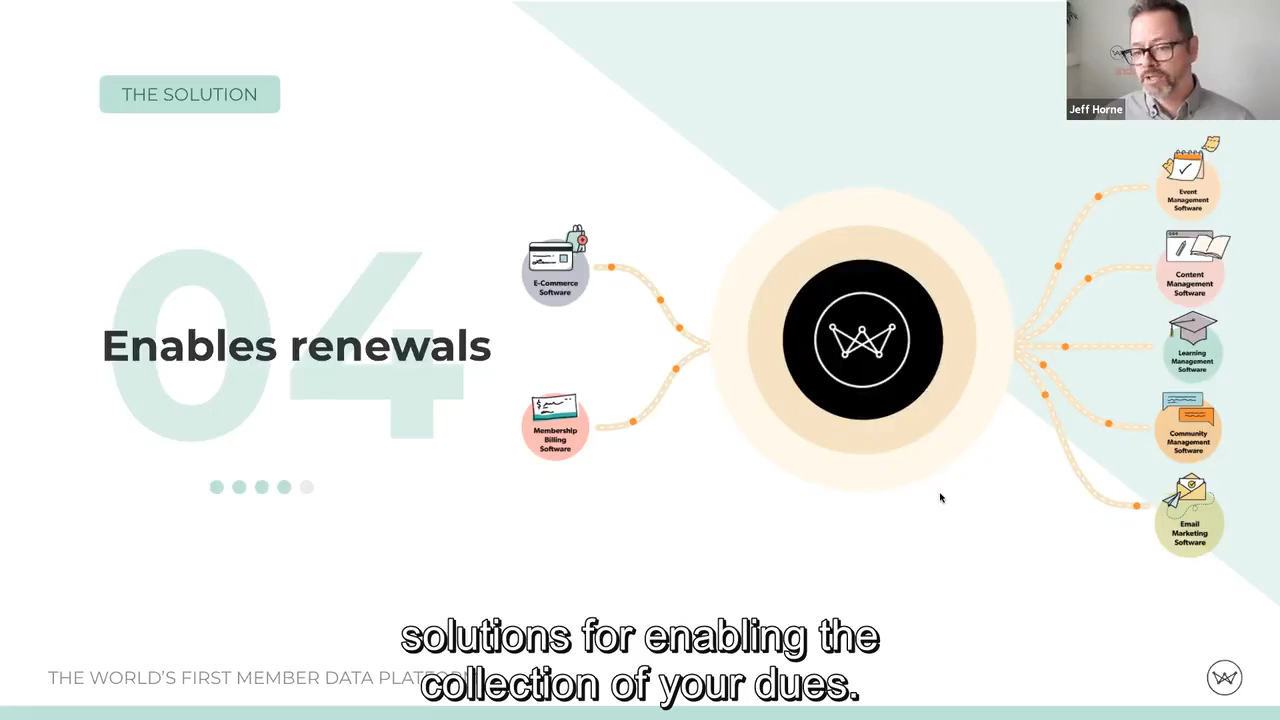 THE SOLUTION
Jeff Horne
04
Enables renewals
E-Commerce
Software
Membership
Billing
Software
Event
Management
Software
Content
Management
Software
Learning
Management
Software
Community
Management
Software
Email
Marketing
Software
solutions for enabling the
collection of your dues.
THE WORLD'S FIRST MEMBER DATA PLATFORM